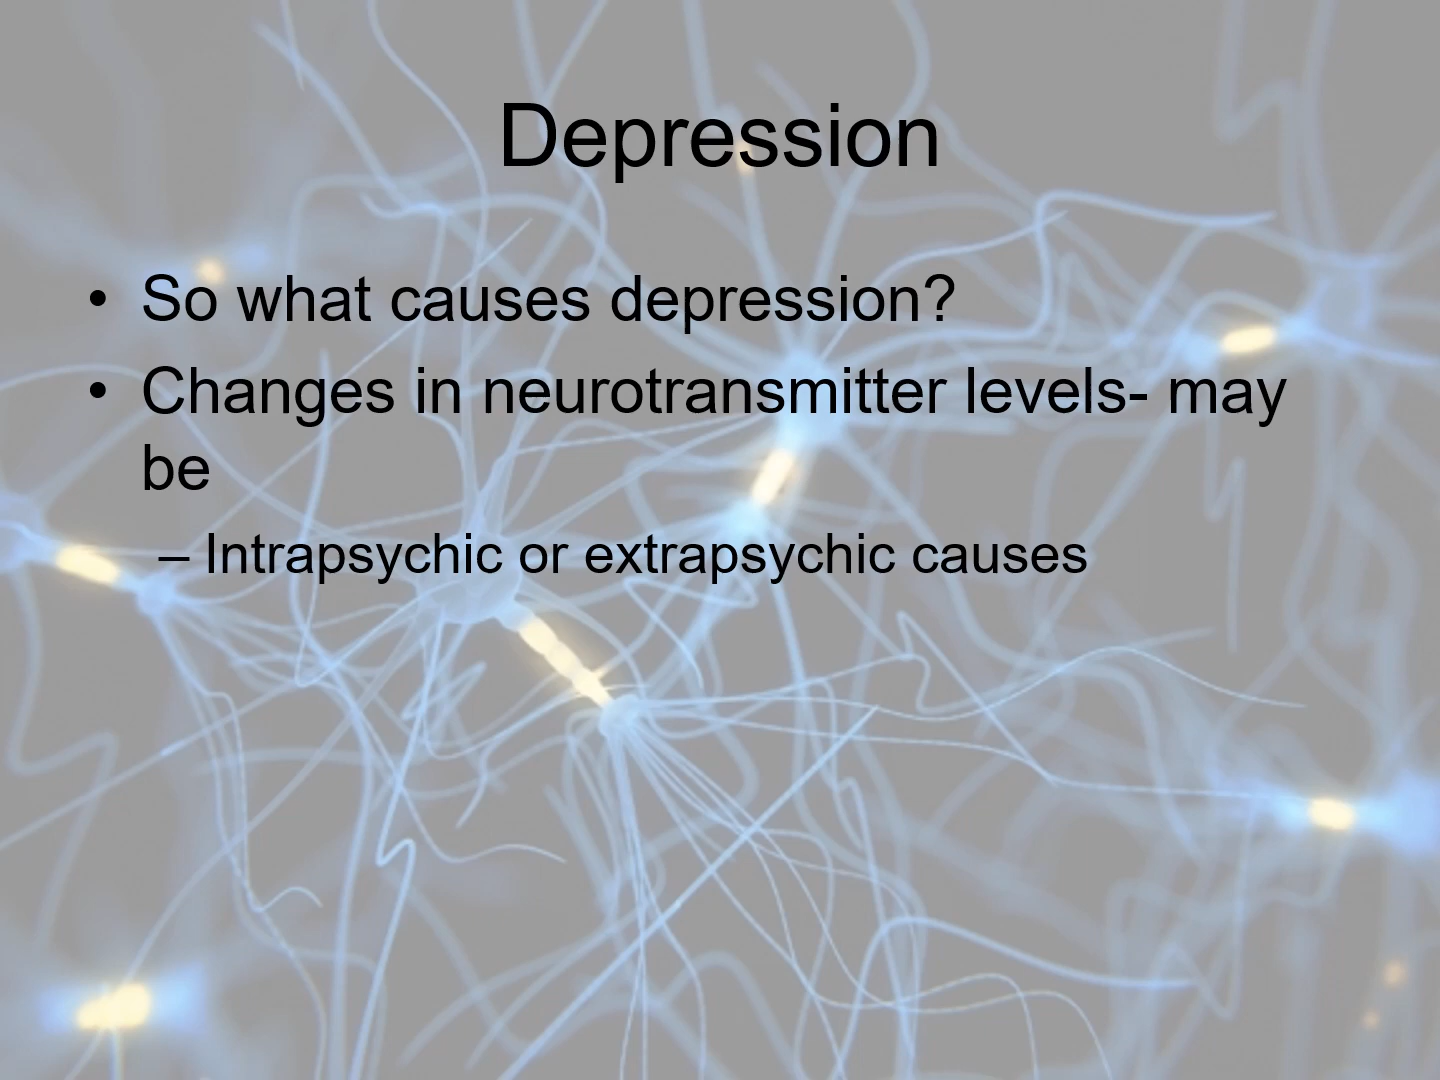 Depression
• So what causes depression?
• Changes in neurotransmitter levels- may
be
– Intrapsychic or extrapsychic causes